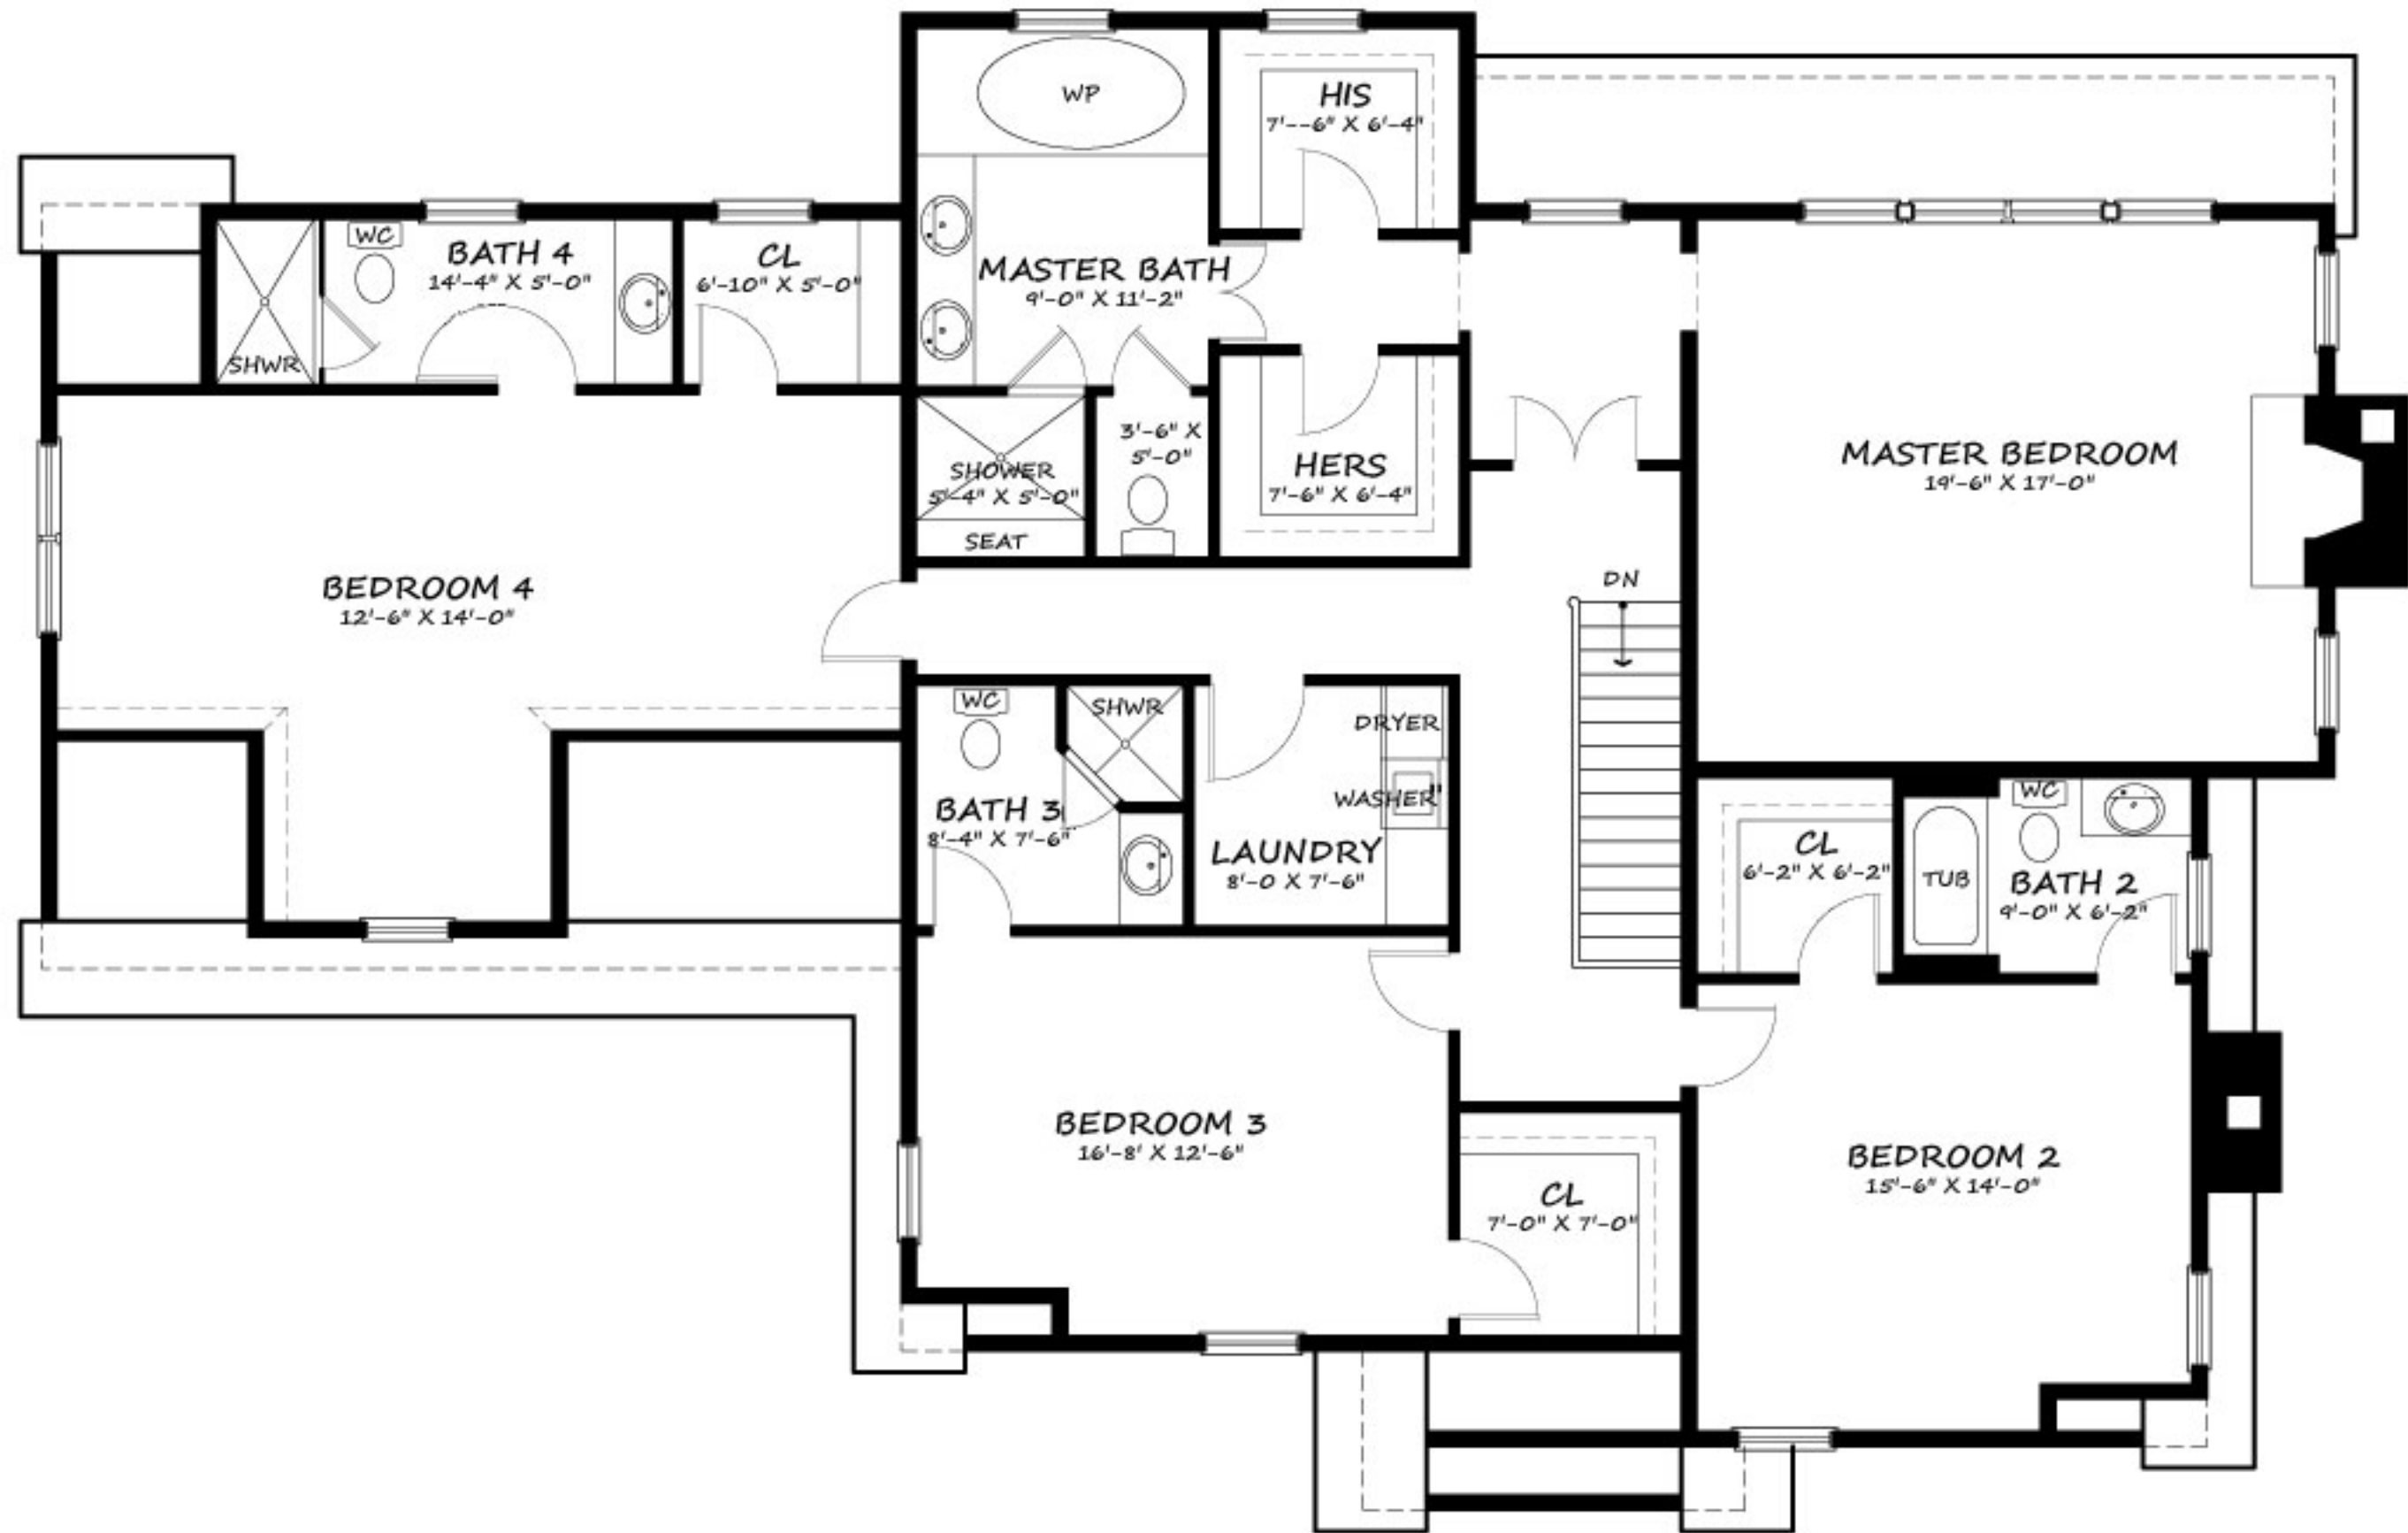 WP
HIS
7'--6" X 6'-4"
WC
BATH 4
14'-4" X 5'-0"
SHWR
CL
6'-10" X 5'-0"
MASTER BATH
9'-0" X 11'-2"
3'-6" X
5'-0"
SHOWER
5'-4" X 5'-0"
SEAT
HERS
7'-6" X 6'-4"
MASTER BEDROOM
19'-6" X 17'-0"
BEDROOM 4
12'-6" X 14'-0"
DN
WC
SHWR
BATH 3
8'-4" X 7'-6"
DRYER
WASHER"
LAUNDRY
8'-0 X 7'-6"
CL
6'-2" X 6'-2"
TUB
WC
BATH 2
9'-0" X 6'-2"
BEDROOM 3
16'-8' X 12'-6"
CL
7'-0" X 7'-0"
BEDROOM 2
15'-6" X 14'-0"